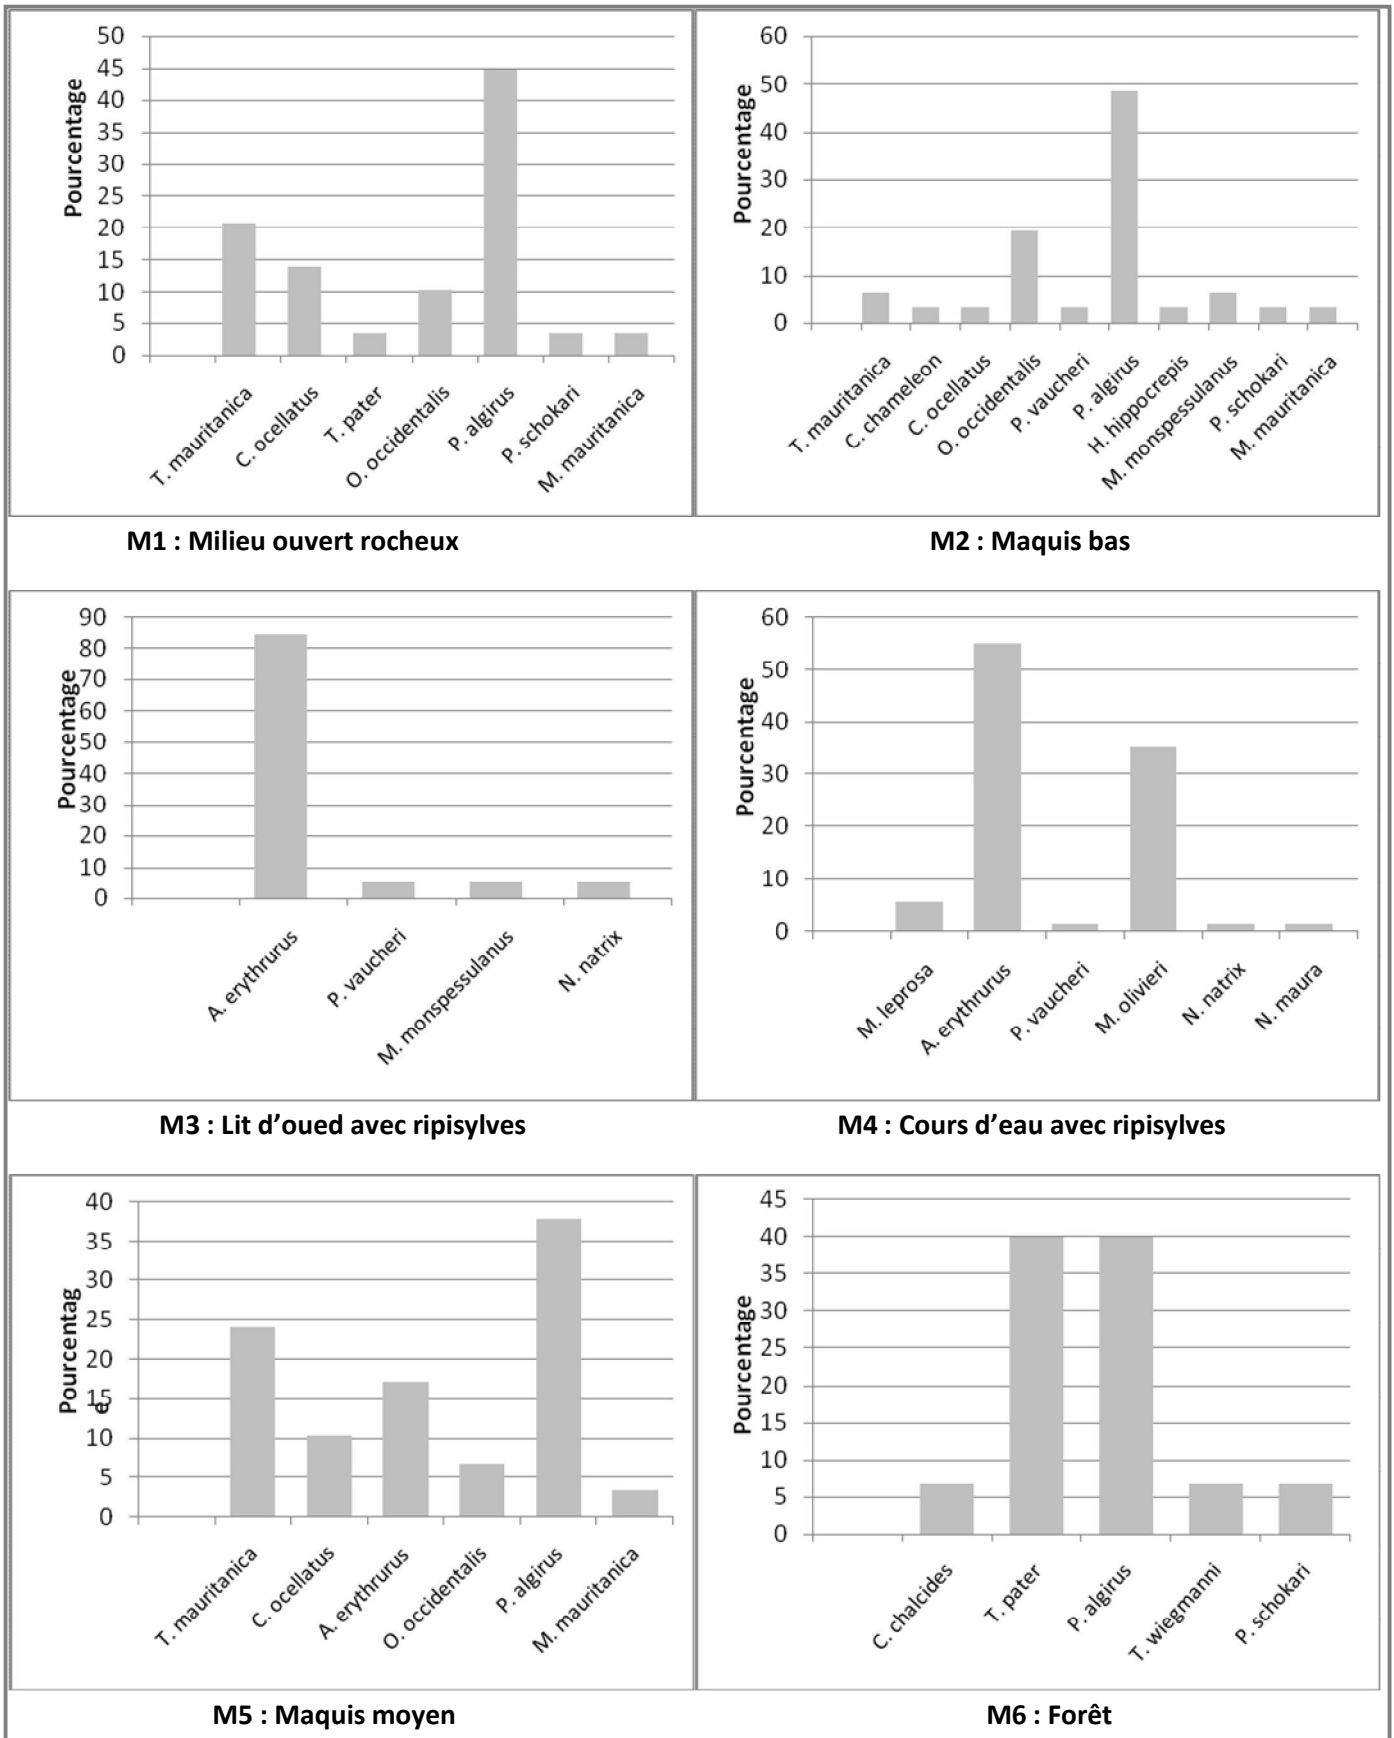 50
45
40
35
30
25
20
15
10
5
0
Pourcentage
T. mauritanica
C. ocellatus
T. pater
O. occidentalis
P. algirus
P. schokari
M. mauritanica
M1 : Milieu ouvert rocheux
60
50
40
30
20
10
0
Pourcentage
T. mauritanica
C. chameleon
C. ocellatus
O. occidentalis
P. vaucheri
P. algirus
H. hippocrepis
M. monspessulanus
P. schokari
M. mauritanica
M2 : Maquis bas
90
80
70
60
50
40
30
20
10
0
Pourcentage
A. erythrurus
P. vaucheri
M. monspessulanus
N. natrix
M3 : Lit d’oued avec ripisylves
60
50
40
30
20
10
0
Pourcentage
M. leprosa
A. erythrurus
P. vaucheri
M. olivieri
N. natrix
N. maura
M4 : Cours d’eau avec ripisylves
40
35
30
25
20
15
10
5
0
Pourcentag
e
T. mauritanica
C. ocellatus
A. erythrurus
O. occidentalis
P. algirus
M. mauritanica
M5 : Maquis moyen
45
40
35
30
25
20
15
10
5
0
Pourcentage
C. chalcides
T. pater
P. algirus
T. wiegmanni
P. schokari
M6 : Forêt